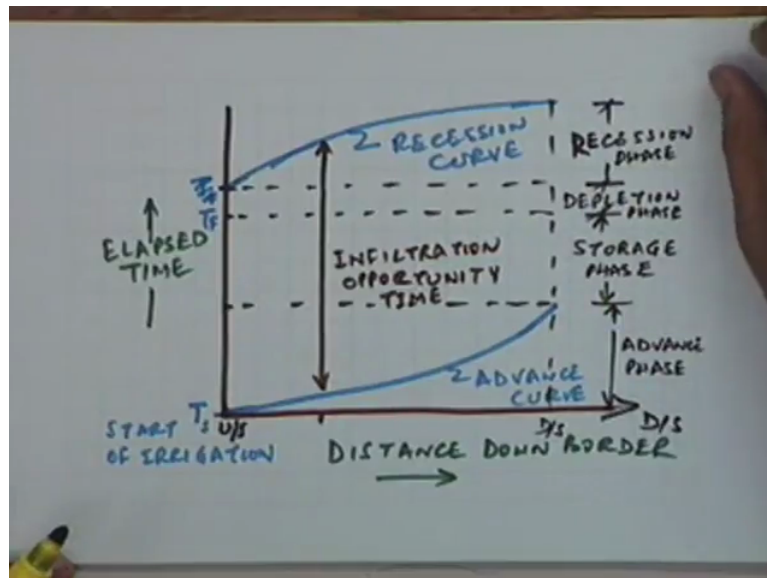 RECESSION
CURVE
RECESSION
PHASE
DEPLETION
PHASE
STORAGE
PHASE
ADVANCE
PHASE
ELAPSED
TIME
INFILTRATION
OPPORTUNITY
TIME
ADVANCE
CURVE
Ts U/S
D/S
D/S
START
OF IRRIGATION
DISTANCE DOWN BORDER